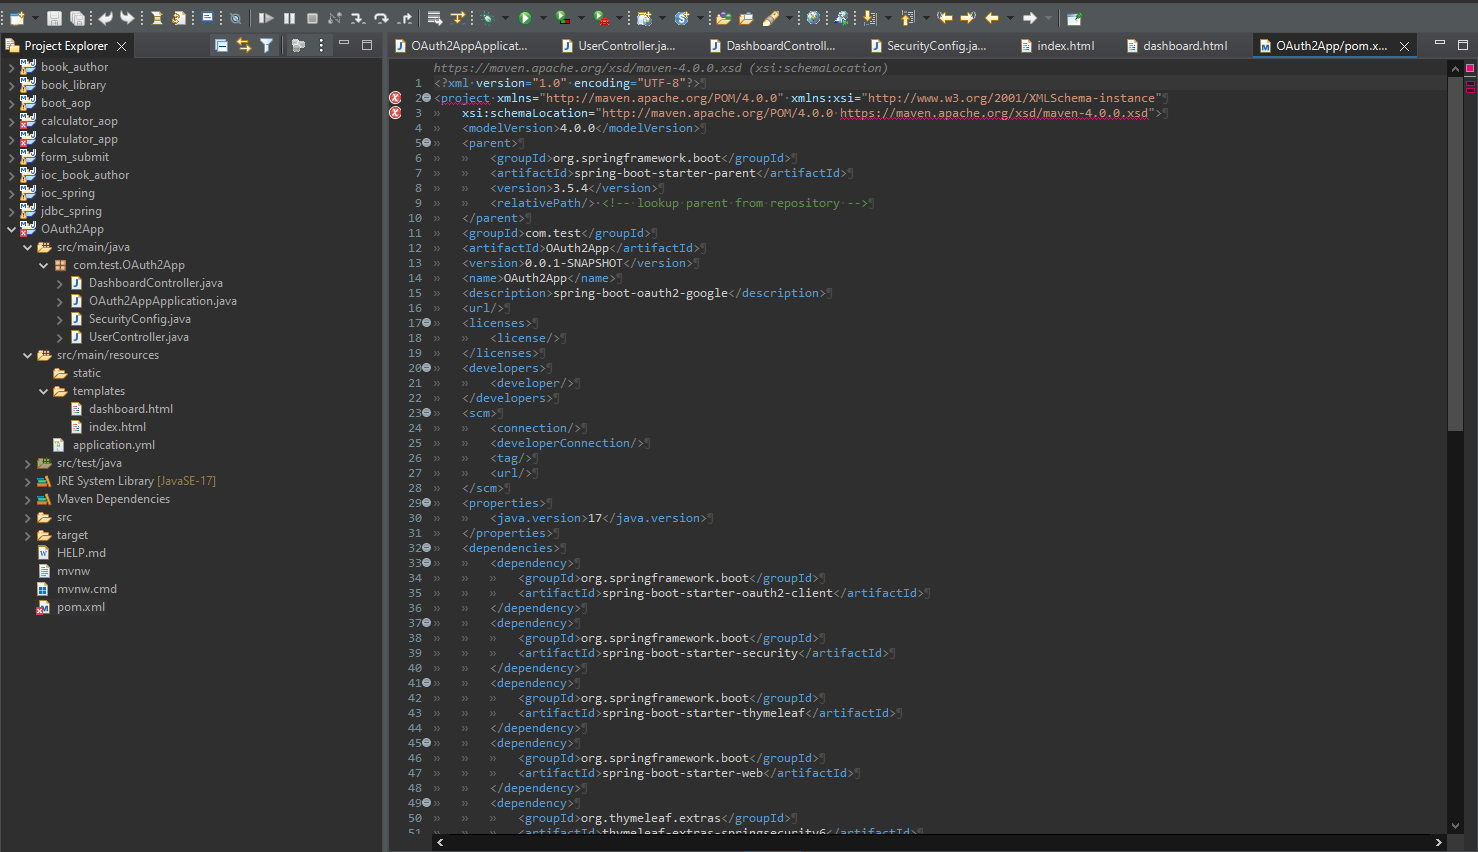 Project Explorer
book_author
book_library
boot_aop
calculator_aop
calculator_app
form_submit
ioc_book_author
ioc_spring
jdbc_spring
OAuth2App
src/main/java
com.test.OAuth2App
DashboardController.java
OAuth2AppApplication.java
SecurityConfig.java
UserController.java
src/main/resources
static
templates
dashboard.html
index.html
application.yml
src/test/java
JRE System Library [JavaSE-17]
Maven Dependencies
src
target
HELP.md
mvnw
mvnw.cmd
pom.xml
OAuth2AppApplicat... UserController.ja... DashboardControll... SecurityConfig.ja... index.html dashboard.html OAuth2App/pom.x...
https://maven.apache.org/xsd/maven-4.0.0.xsd (xsi:schemaLocation)
1 <?xml version="1.0" encoding="UTF-8"?>
2 <project xmlns="http://maven.apache.org/POM/4.0.0" xmlns:xsi="http://www.w3.org/2001/XMLSchema-instance"
3 xsi:schemaLocation="http://maven.apache.org/POM/4.0.0 https://maven.apache.org/xsd/maven-4.0.0.xsd">
4 <modelVersion>4.0.0</modelVersion>
5 <parent>
6 <groupId>org.springframework.boot</groupId>
7 <artifactId>spring-boot-starter-parent</artifactId>
8 <version>3.5.4</version>
9 <relativePath/> <!-- lookup parent from repository -->
10 </parent>
11 <groupId>com.test</groupId>
12 <artifactId>OAuth2App</artifactId>
13 <version>0.0.1-SNAPSHOT</version>
14 <name>OAuth2App</name>
15 <description>spring-boot-oauth2-google</description>
16 <url/>
17 <licenses>
18 <license/>
19 </licenses>
20 <developers>
21 <developer/>
22 </developers>
23 <scm>
24 <connection/>
25 <developerConnection/>
26 <tag/>
27 <url/>
28 </scm>
29 <properties>
30 <java.version>17</java.version>
31 </properties>
32 <dependencies>
33 <dependency>
34 <groupId>org.springframework.boot</groupId>
35 <artifactId>spring-boot-starter-oauth2-client</artifactId>
36 </dependency>
37 <dependency>
38 <groupId>org.springframework.boot</groupId>
39 <artifactId>spring-boot-starter-security</artifactId>
40 </dependency>
41 <dependency>
42 <groupId>org.springframework.boot</groupId>
43 <artifactId>spring-boot-starter-thymeleaf</artifactId>
44 </dependency>
45 <dependency>
46 <groupId>org.springframework.boot</groupId>
47 <artifactId>spring-boot-starter-web</artifactId>
48 </dependency>
49 <dependency>
50 <groupId>org.thymeleaf.extras</groupId>
51 <artifactId>thymeleaf-extras-springsecurity6</artifactId>